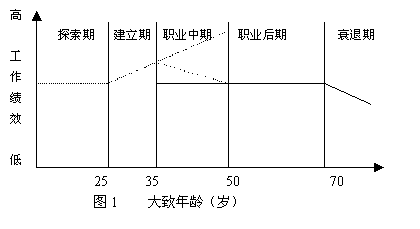 高
探索期 建立期 职业中期 职业后期 衰退期
工作绩效
低
25 35 50 70
图1 大致年龄（岁）